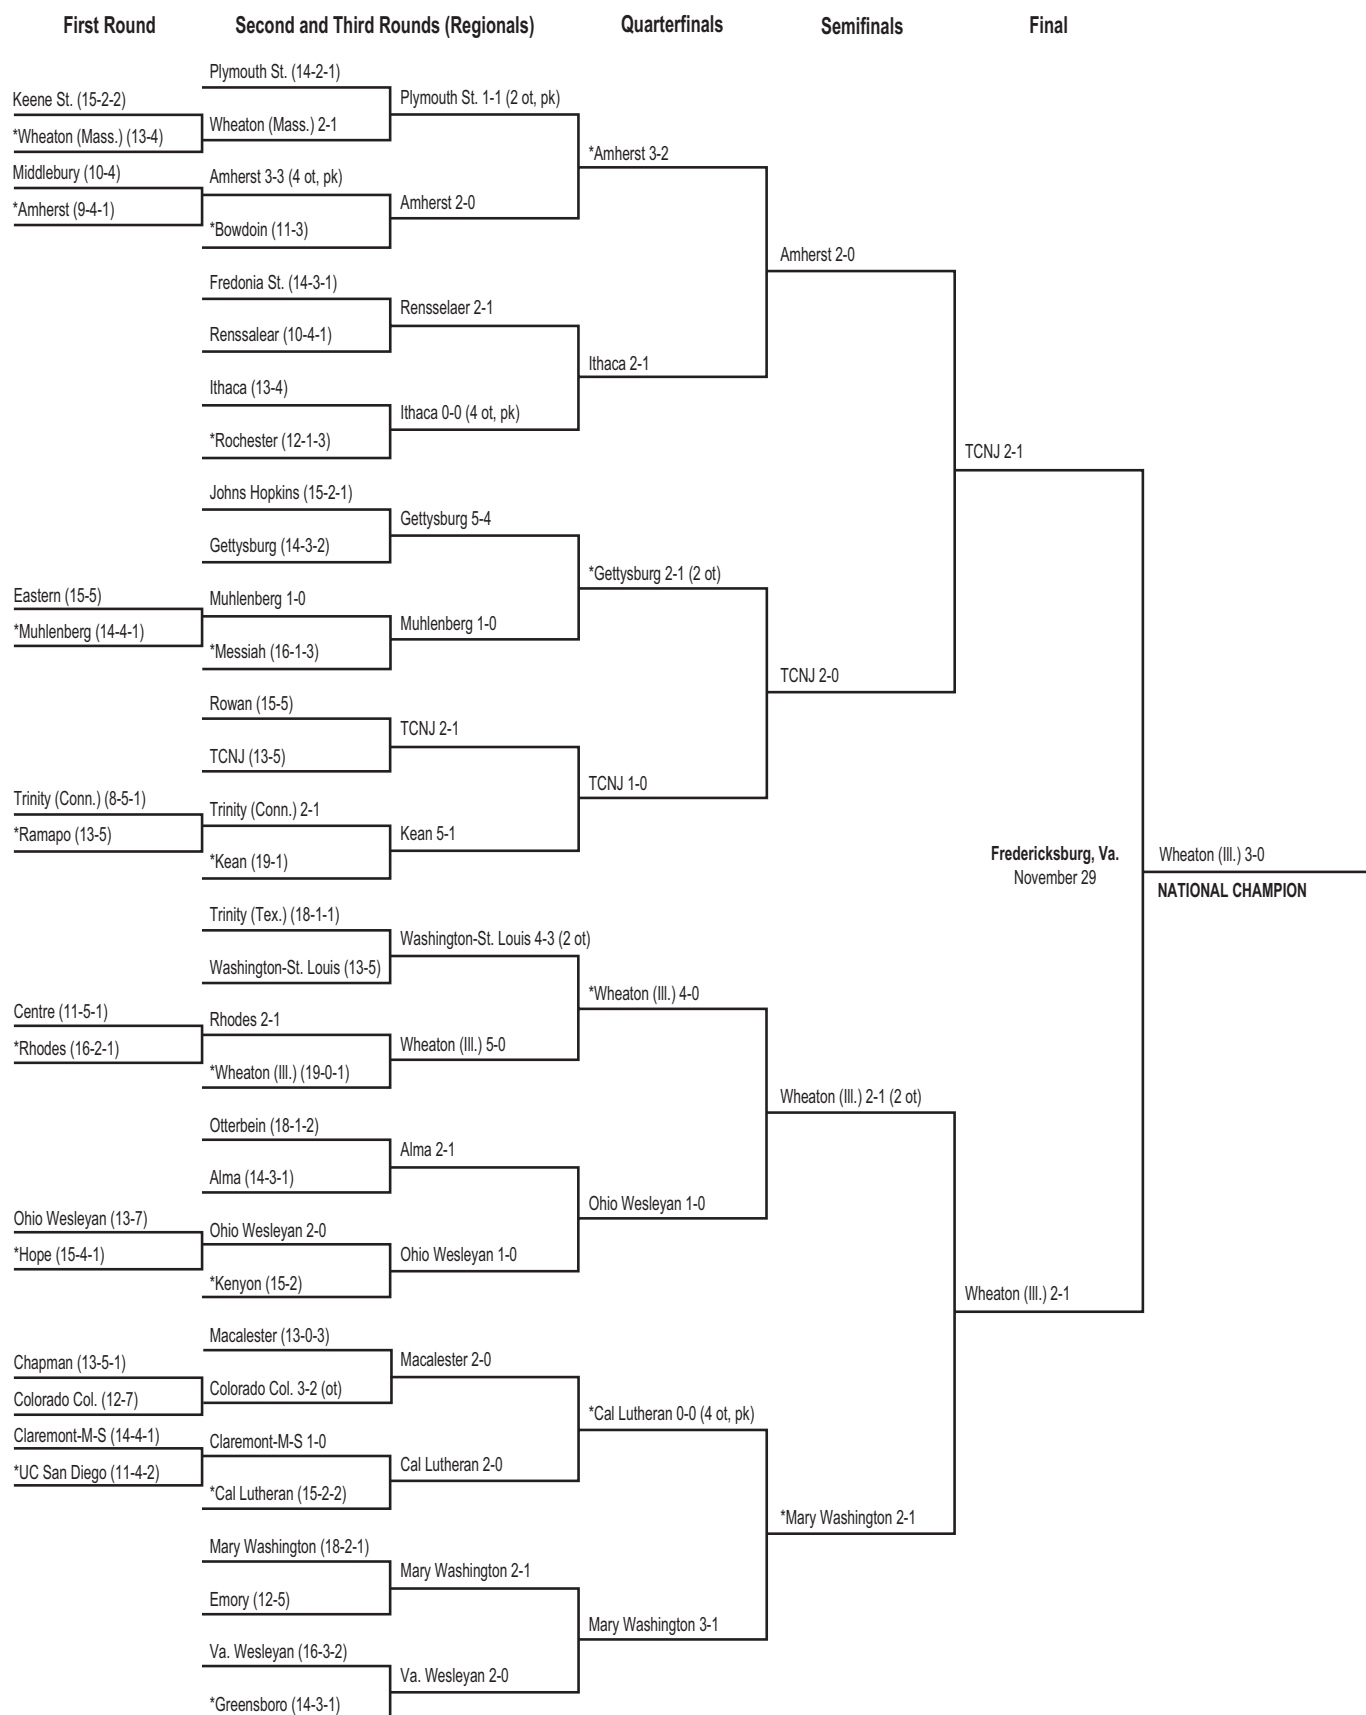 First Round
Second and Third Rounds (Regionals)
Quarterfinals
Semifinals
Final
Keene St. (15-2-2)
*Wheaton (Mass.) (13-4)
Middlebury (10-4)
*Amherst (9-4-1)
Eastern (15-5)
*Muhlenberg (14-4-1)
Trinity (Conn.) (8-5-1)
*Ramapo (13-5)
Centre (11-5-1)
*Rhodes (16-2-1)
Ohio Wesleyan (13-7)
*Hope (15-4-1)
Chapman (13-5-1)
Colorado Col. (12-7)
Claremont-M-S (14-4-1)
*UC San Diego (11-4-2)
Plymouth St. (14-2-1)
Wheaton (Mass.) 2-1
Amherst 3-3 (4 ot, pk)
*Bowdoin (11-3)
Fredonia St. (14-3-1)
Renssalear (10-4-1)
Ithaca (13-4)
*Rochester (12-1-3)
Johns Hopkins (15-2-1)
Gettysburg (14-3-2)
Muhlenberg 1-0
*Messiah (16-1-3)
Rowan (15-5)
TCNJ (13-5)
Trinity (Conn.) 2-1
*Kean (19-1)
Trinity (Tex.) (18-1-1)
Washington-St. Louis (13-5)
Rhodes 2-1
*Wheaton (Ill.) (19-0-1)
Otterbein (18-1-2)
Alma (14-3-1)
Ohio Wesleyan 2-0
*Kenyon (15-2)
Macalester (13-0-3)
Colorado Col. 3-2 (ot)
Claremont-M-S 1-0
*Cal Lutheran (15-2-2)
Mary Washington (18-2-1)
Emory (12-5)
Va. Wesleyan (16-3-2)
*Greensboro (14-3-1)
Plymouth St. 1-1 (2 ot, pk)
Amherst 2-0
Rensselaer 2-1
Ithaca 0-0 (4 ot, pk)
Gettysburg 5-4
Muhlenberg 1-0
TCNJ 2-1
Kean 5-1
Washington-St. Louis 4-3 (2 ot)
Wheaton (Ill.) 5-0
Alma 2-1
Ohio Wesleyan 1-0
Macalester 2-0
Cal Lutheran 2-0
Mary Washington 2-1
Va. Wesleyan 2-0
*Amherst 3-2
Ithaca 2-1
*Gettysburg 2-1 (2 ot)
TCNJ 1-0
*Wheaton (Ill.) 4-0
Ohio Wesleyan 1-0
*Cal Lutheran 0-0 (4 ot, pk)
Mary Washington 3-1
Amherst 2-0
TCNJ 2-0
Wheaton (Ill.) 2-1 (2 ot)
*Mary Washington 2-1
TCNJ 2-1
Wheaton (Ill.) 2-1
Fredericksburg, Va.
November 29
Wheaton (Ill.) 3-0
NATIONAL CHAMPION